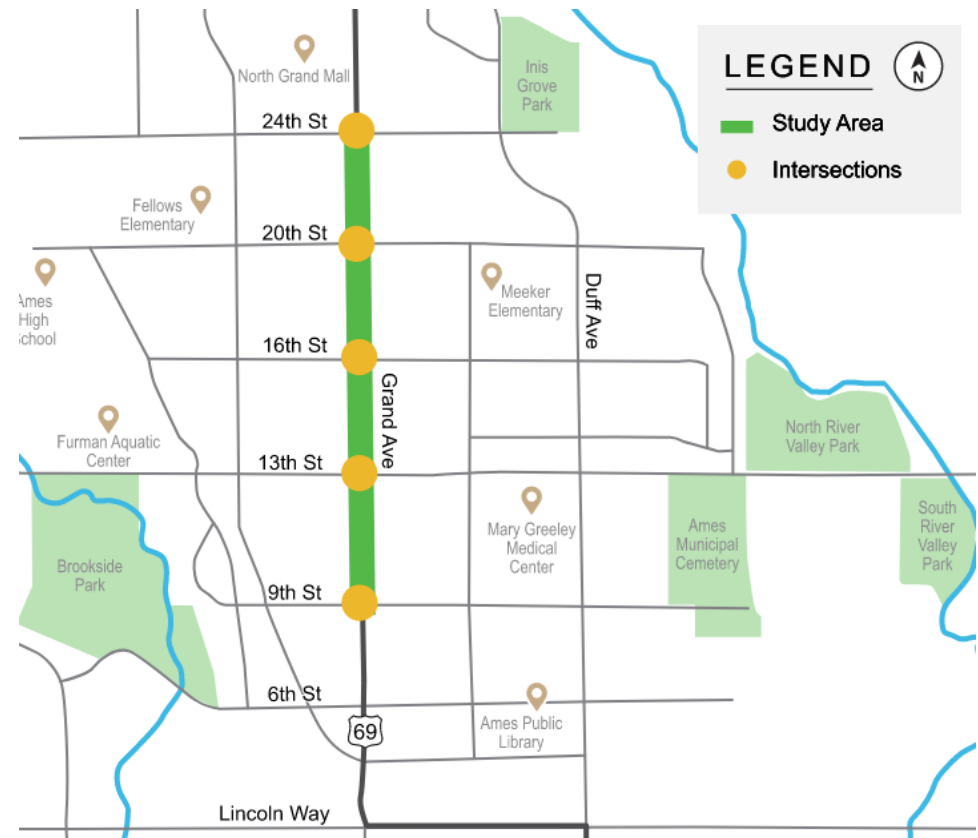 LEGEND
N
Study Area
Intersections
North Grand Mall
Inis
Grove
Park
24th St
Fellows
Elementary
20th St
Ames
High
School
Meeker
Elementary
Duff Ave
16th St
Grand Ave
Furman Aquatic
Center
13th St
North River
Valley Park
Mary Greeley
Medical
Center
Ames
Municipal
Cemetery
South
River
Valley
Park
Brookside
Park
9th St
6th St
69
Ames Public
Library
Lincoln Way